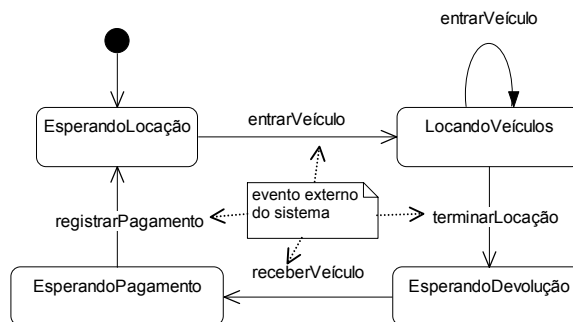 entrarVeículo
EsperandoLocação
entrarVeículo
LocandoVeículos
evento externo
do sistema
registrarPagamento
terminarLocação
receberVeículo
EsperandoPagamento
EsperandoDevolução